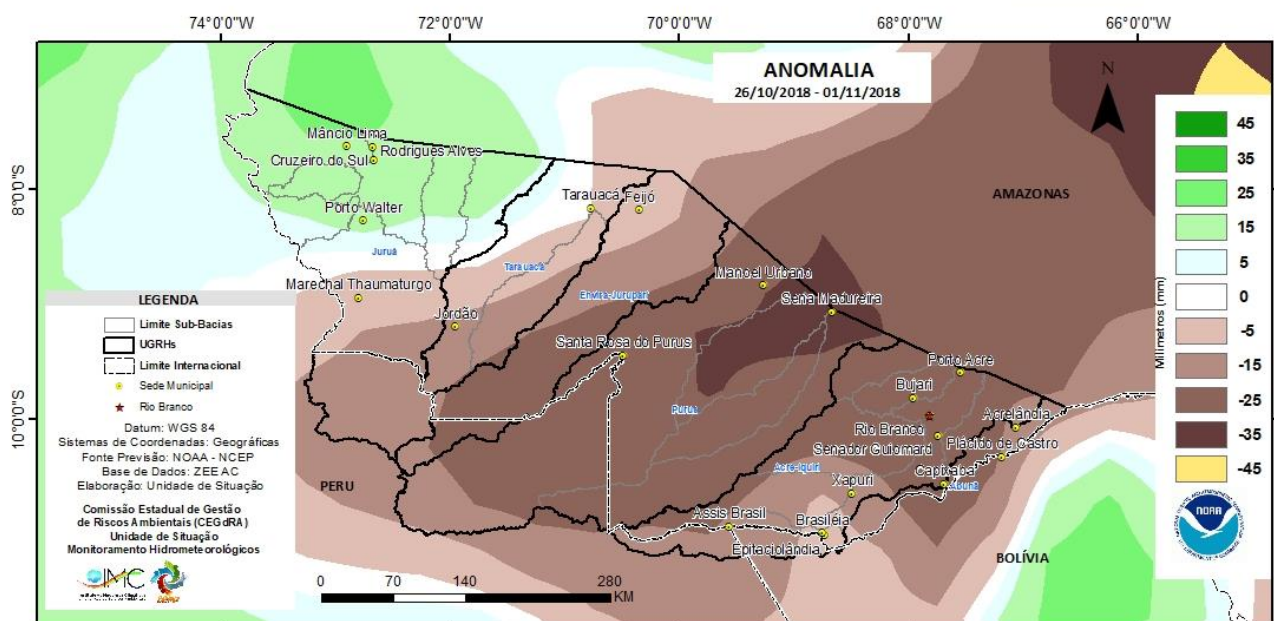 74°0'0"W 72°0'0"W 70°0'0"W 68°0'0"W 66°0'0"W
ANOMALIA
26/10/2018 - 01/11/2018
N
8°0'0"S
10°0'0"S
Mâncio Lima
Rodrigues Alves
Cruzeiro do Sul
Porto Walter
Juruá
Marechal Thaumaturgo
Tarauacá
Feijó
Tarauacá
Jordão
Envira-Jurupari
Santa Rosa do Purus
Manoel Urbano
Sena Madureira
AMAZONAS
Purus
Porto Acre
Bujari
Acrelândia
Rio Branco
Plácido de Castro
Senador Guiomard
Acre-Iquiri
Capixaba
Abunã
Xapuri
Assis Brasil
Brasiléia
Epitaciolândia
PERU
BOLÍVIA
LEGENDA
Limite Sub-Bacias
UGRHs
Limite Internacional
Sede Municipal
Rio Branco
Datum: WGS 84
Sistemas de Coordenadas: Geográficas
Fonte Previsão: NOAA - NCEP
Base de Dados: ZEE AC
Elaboração: Unidade de Situação
Comissão Estadual de Gestão
de Riscos Ambientais (CEGdRA)
Unidade de Situação
Monitoramento Hidrometeorológicos
IMC
0 70 140 280
KM
Milímetros (mm)
45
35
25
15
5
0
-5
-15
-25
-35
-45
NOAA